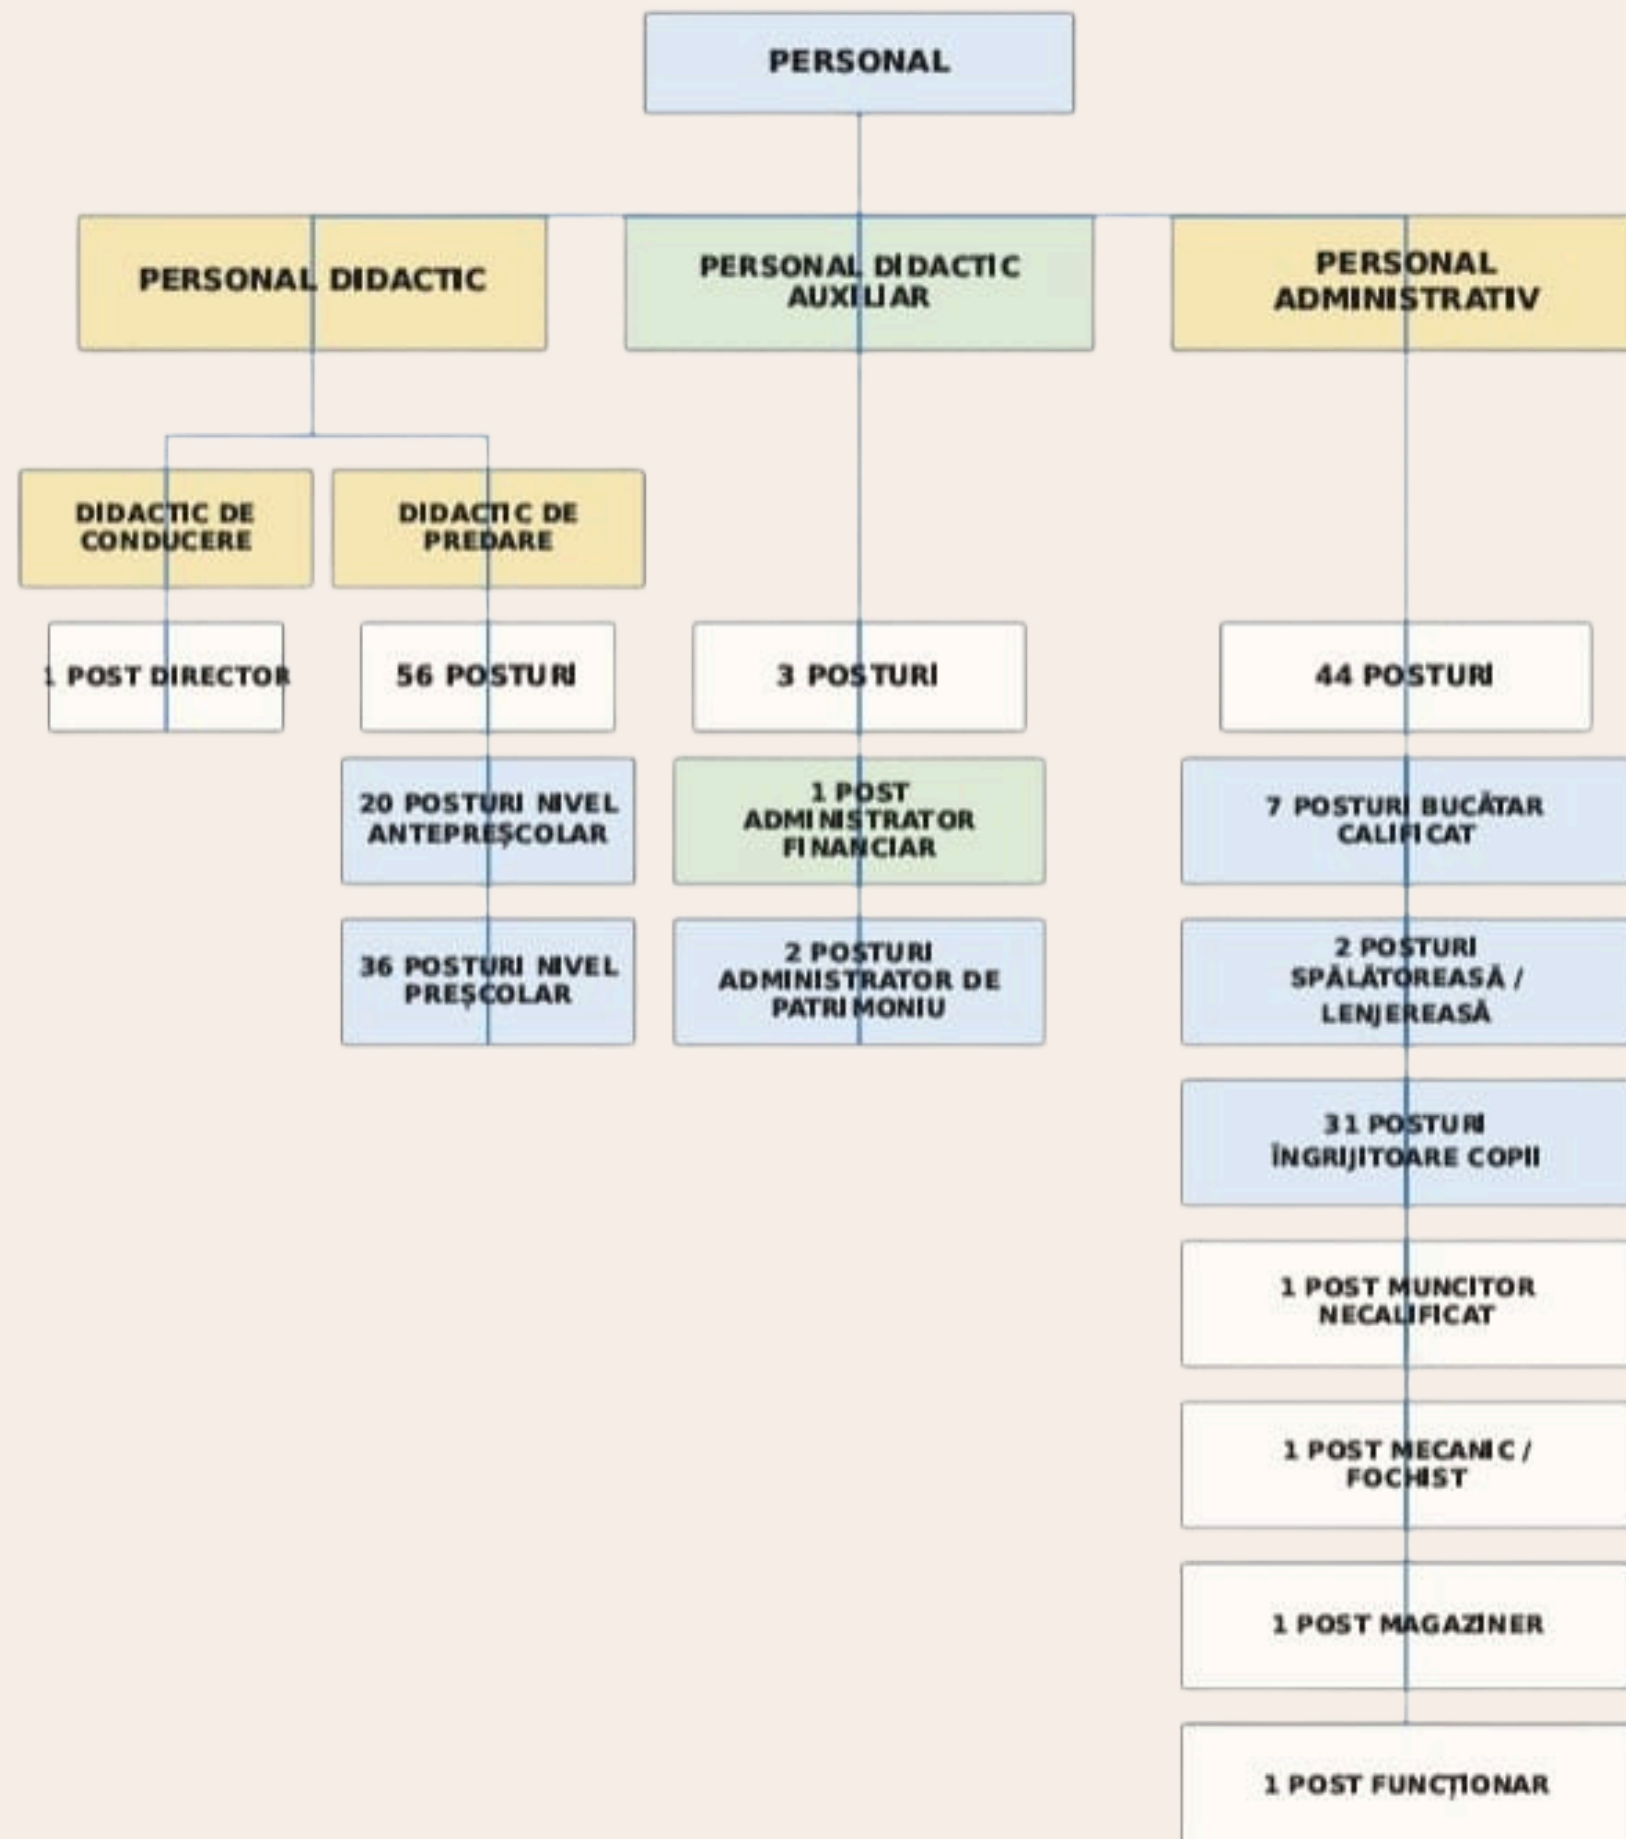 PERSONAL
PERSONAL DIDACTIC
PERSONAL DIDACTIC
AUXILIAR
PERSONAL
ADMINISTRATIV
DIDACTIC DE
CONDUCERE
DIDACTIC DE
PREDARE
1 POST DIRECTOR
56 POSTURI
3 POSTURI
44 POSTURI
20 POSTURI NIVEL
ANTEPREȘCOLAR
1 POST
ADMINISTRATOR
FINANCIAR
7 POSTURI BUCĂTAR
CALIFICAT
36 POSTURI NIVEL
PREȘCOLAR
2 POSTURI
ADMINISTRATOR DE
PATRIMONIU
2 POSTURI
SPĂLĂTOREASĂ /
LENJEREASĂ
31 POSTURI
ÎNGRIJITOARE COPII
1 POST MUNCITOR
NECALIFICAT
1 POST MECANIC /
FOCHIST
1 POST MAGAZINER
1 POST FUNCȚIONAR